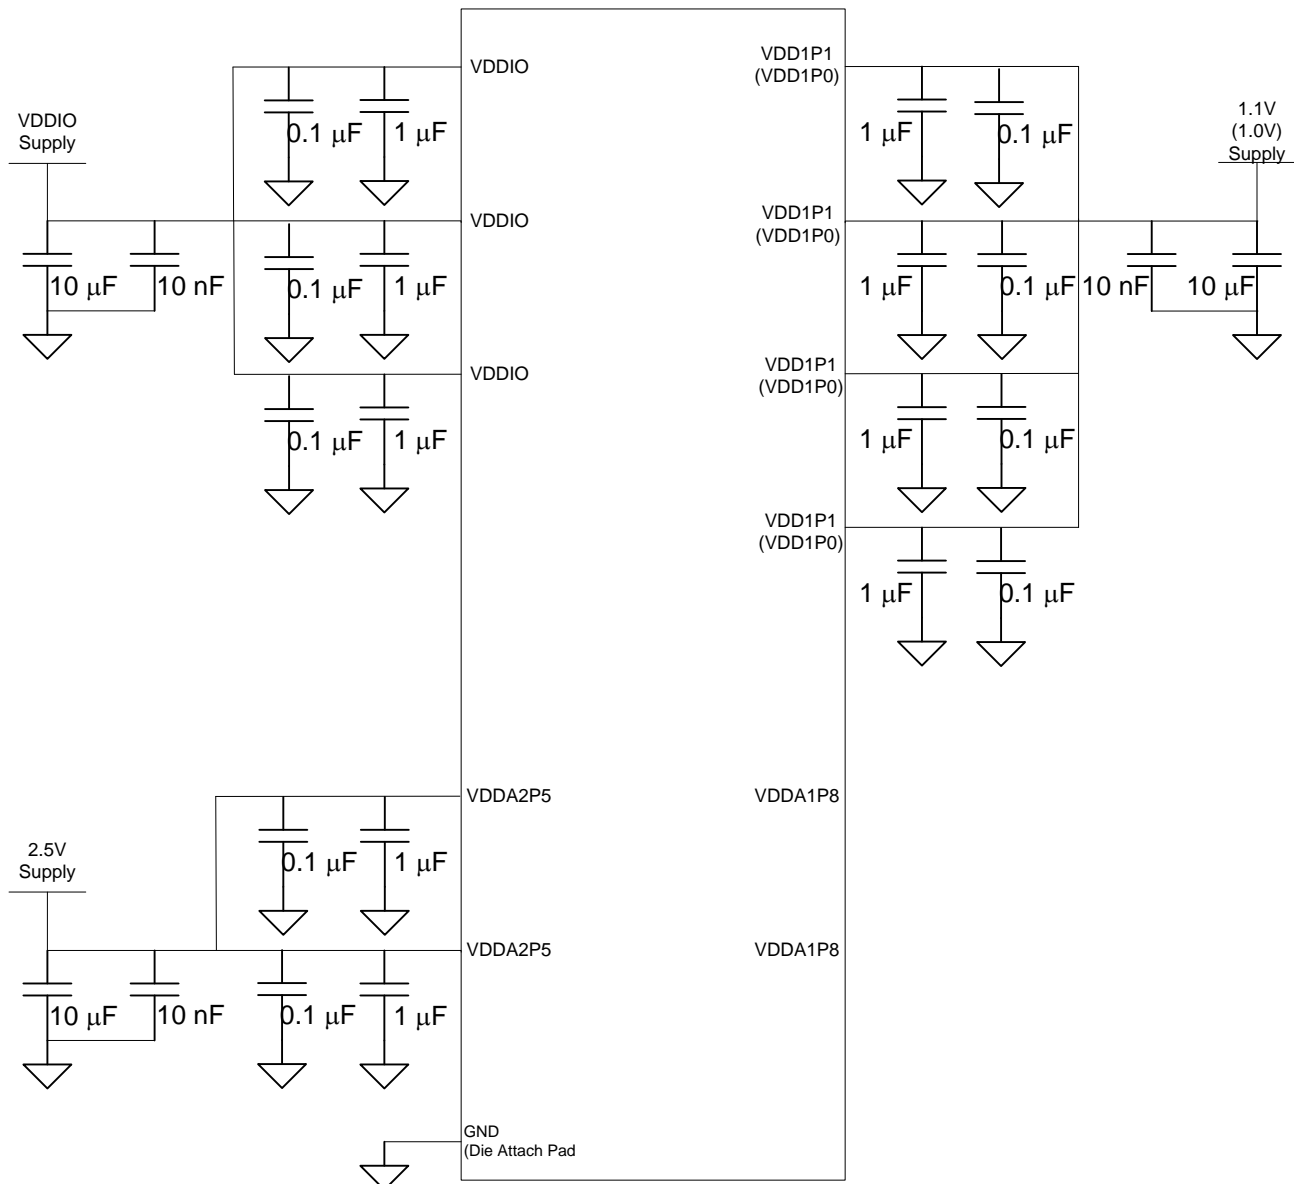 VDDIO
VDD1P1
(VDD1P0)
0.1 μF
1 μF
1 μF
0.1 μF
VDDIO
Supply
1.1V
(1.0V)
Supply
VDDIO
VDD1P1
(VDD1P0)
10 μF
10 nF
0.1 μF
1 μF
1 μF
0.1 μF
10 nF
10 μF
VDDIO
VDD1P1
(VDD1P0)
0.1 μF
1 μF
1 μF
0.1 μF
VDD1P1
(VDD1P0)
1 μF
0.1 μF
VDDA2P5
VDDA1P8
0.1 μF
1 μF
2.5V
Supply
VDDA2P5
VDDA1P8
10 μF
10 nF
0.1 μF
1 μF
GND
(Die Attach Pad